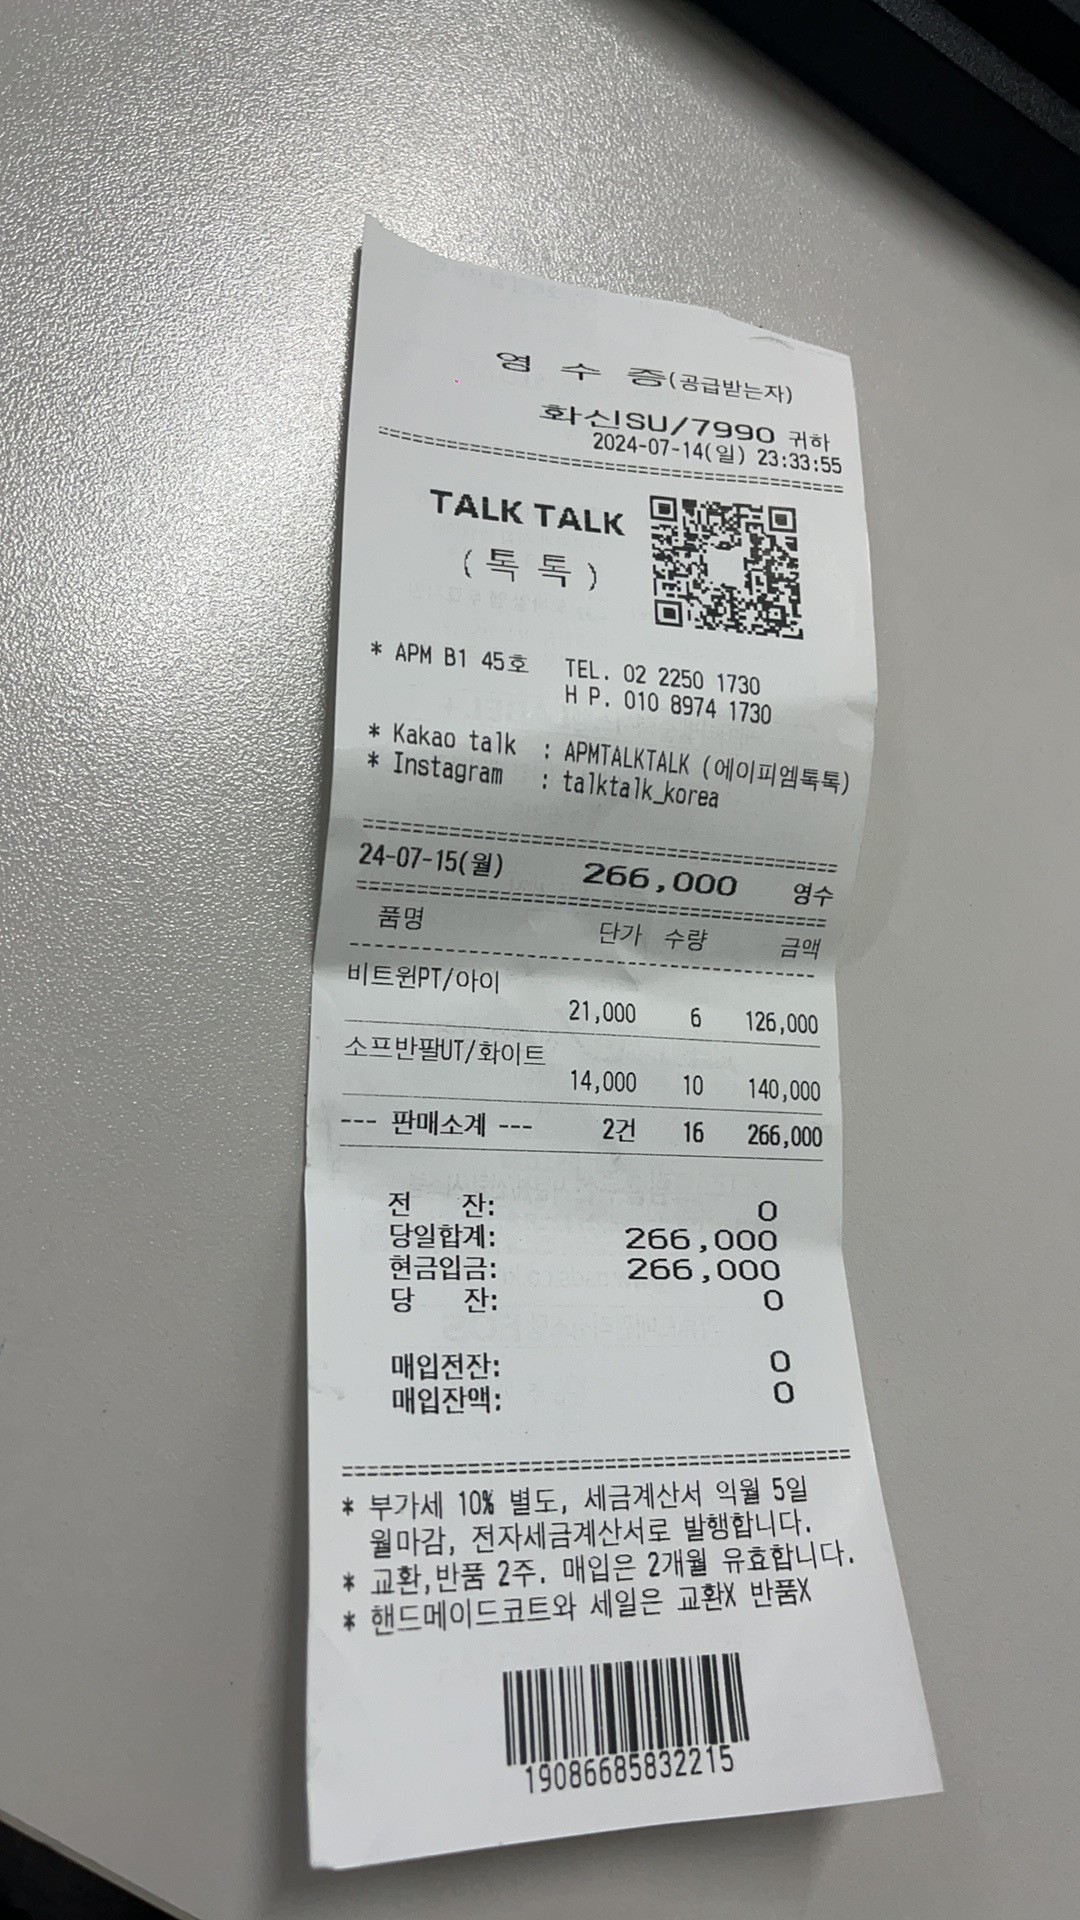 영 수 증(공급받는자)
화신SU/7990 귀하
2024-07-14(일) 23:33:55
TALK TALK
(톡톡)
* APM B1 45호 TEL. 02 2250 1730
H P. 010 8974 1730
* Kakao talk : APMTALKTALK (에이피엠톡톡)
* Instagram : talktalk_korea
24-07-15(월) 266,000 영수
품명 단가 수량 금액
비트윈PT/아이
21,000 6 126,000
소프반팔UT/화이트
14,000 10 140,000
--- 판매소계 --- 2건 16 266,000
전 잔: 0
당일합계: 266,000
현금입금: 266,000
당 잔: 0
매입전잔: 0
매입잔액: 0
* 부가세 10% 별도, 세금계산서 익월 5일
월마감, 전자세금계산서로 발행합니다.
* 교환,반품 2주. 매입은 2개월 유효합니다.
* 핸드메이드코트와 세일은 교환X 반품X
19086685832215